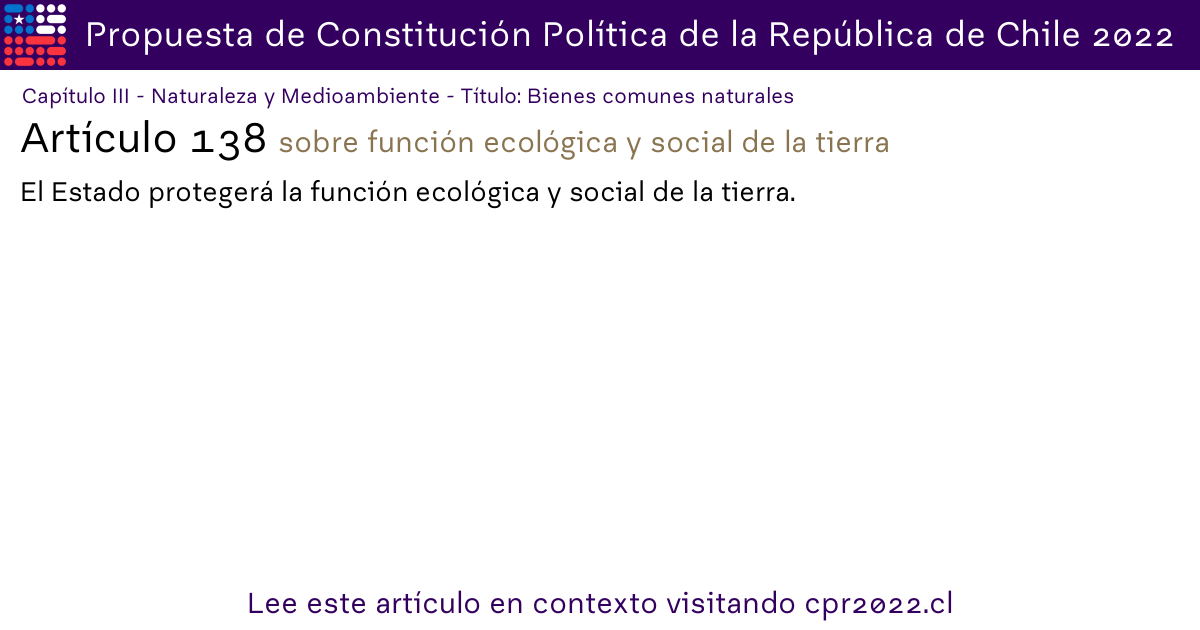 Propuesta de Constitución Política de la República de Chile 2022
Capítulo III - Naturaleza y Medioambiente - Título: Bienes comunes naturales
Artículo 138 sobre función ecológica y social de la tierra
El Estado protegerá la función ecológica y social de la tierra.
Lee este artículo en contexto visitando cpr2022.cl